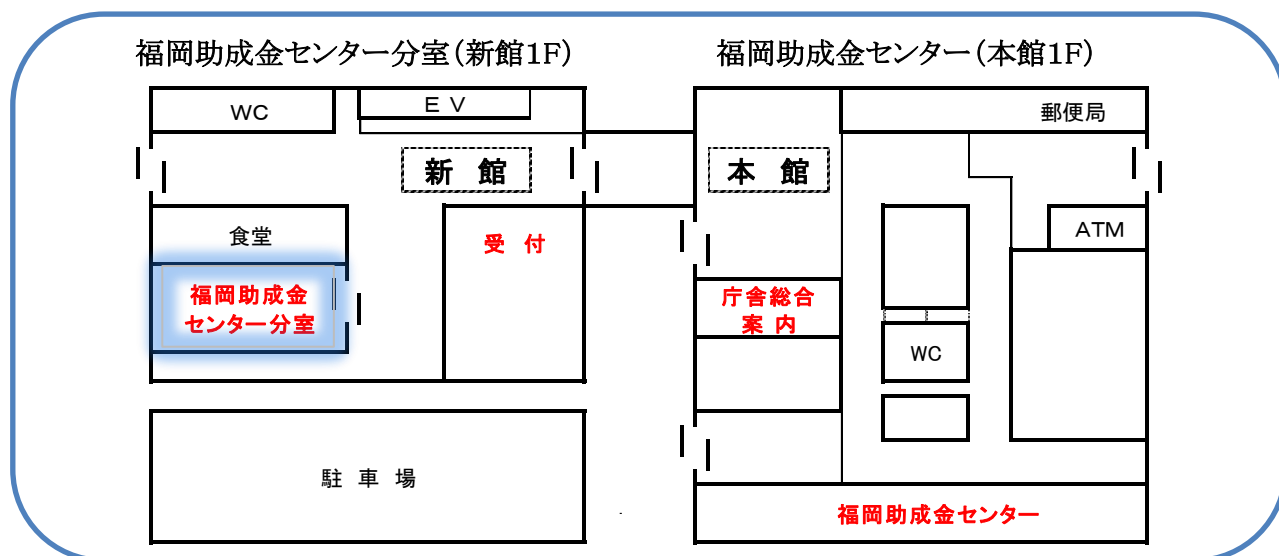 福岡助成金センター分室(新館1F)
福岡助成金センター(本館1F)
WC
EV
郵便局
新館
本館
食堂
受付
ATM
福岡助成金
センター分室
庁舎総合
案内
WC
駐車場
福岡助成金センター